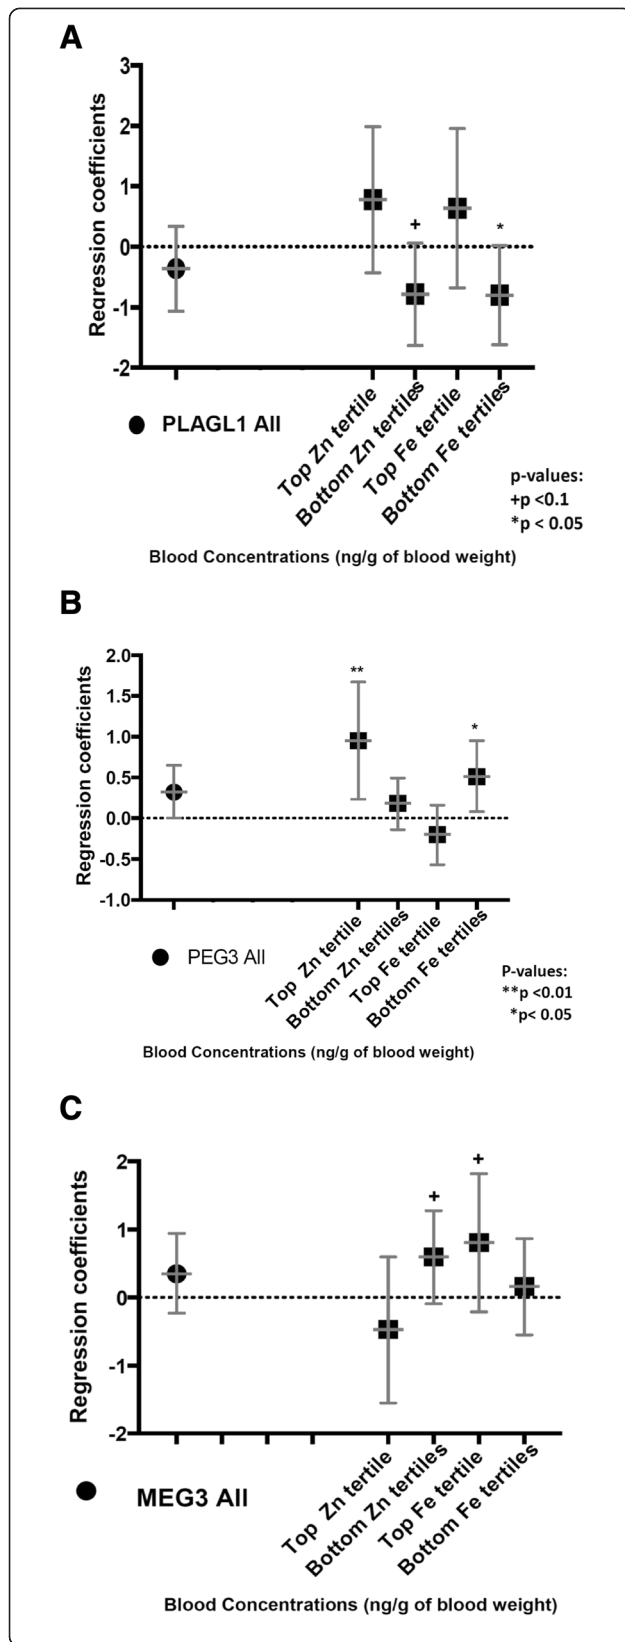 A
3
2
1
0
-1
-2
Regression coefficients
+
*
Top Zn tertile
Bottom Zn tertiles
Top Fe tertile
Bottom Fe tertiles
PLAGL1 All
p-values:
+p <0.1
*p < 0.05
Blood Concentrations (ng/g of blood weight)
B
2.0
1.5
1.0
0.5
0.0
-0.5
-1.0
Regression coefficients
**
*
Top Zn tertile
Bottom Zn tertiles
Top Fe tertile
Bottom Fe tertiles
PEG3 All
P-values:
**p <0.01
*p< 0.05
Blood Concentrations (ng/g of blood weight)
C
2
1
0
-1
-2
Regression coefficients
+
+
Top Zn tertile
Bottom Zn tertiles
Top Fe tertile
Bottom Fe tertiles
MEG3 All
Blood Concentrations (ng/g of blood weight)